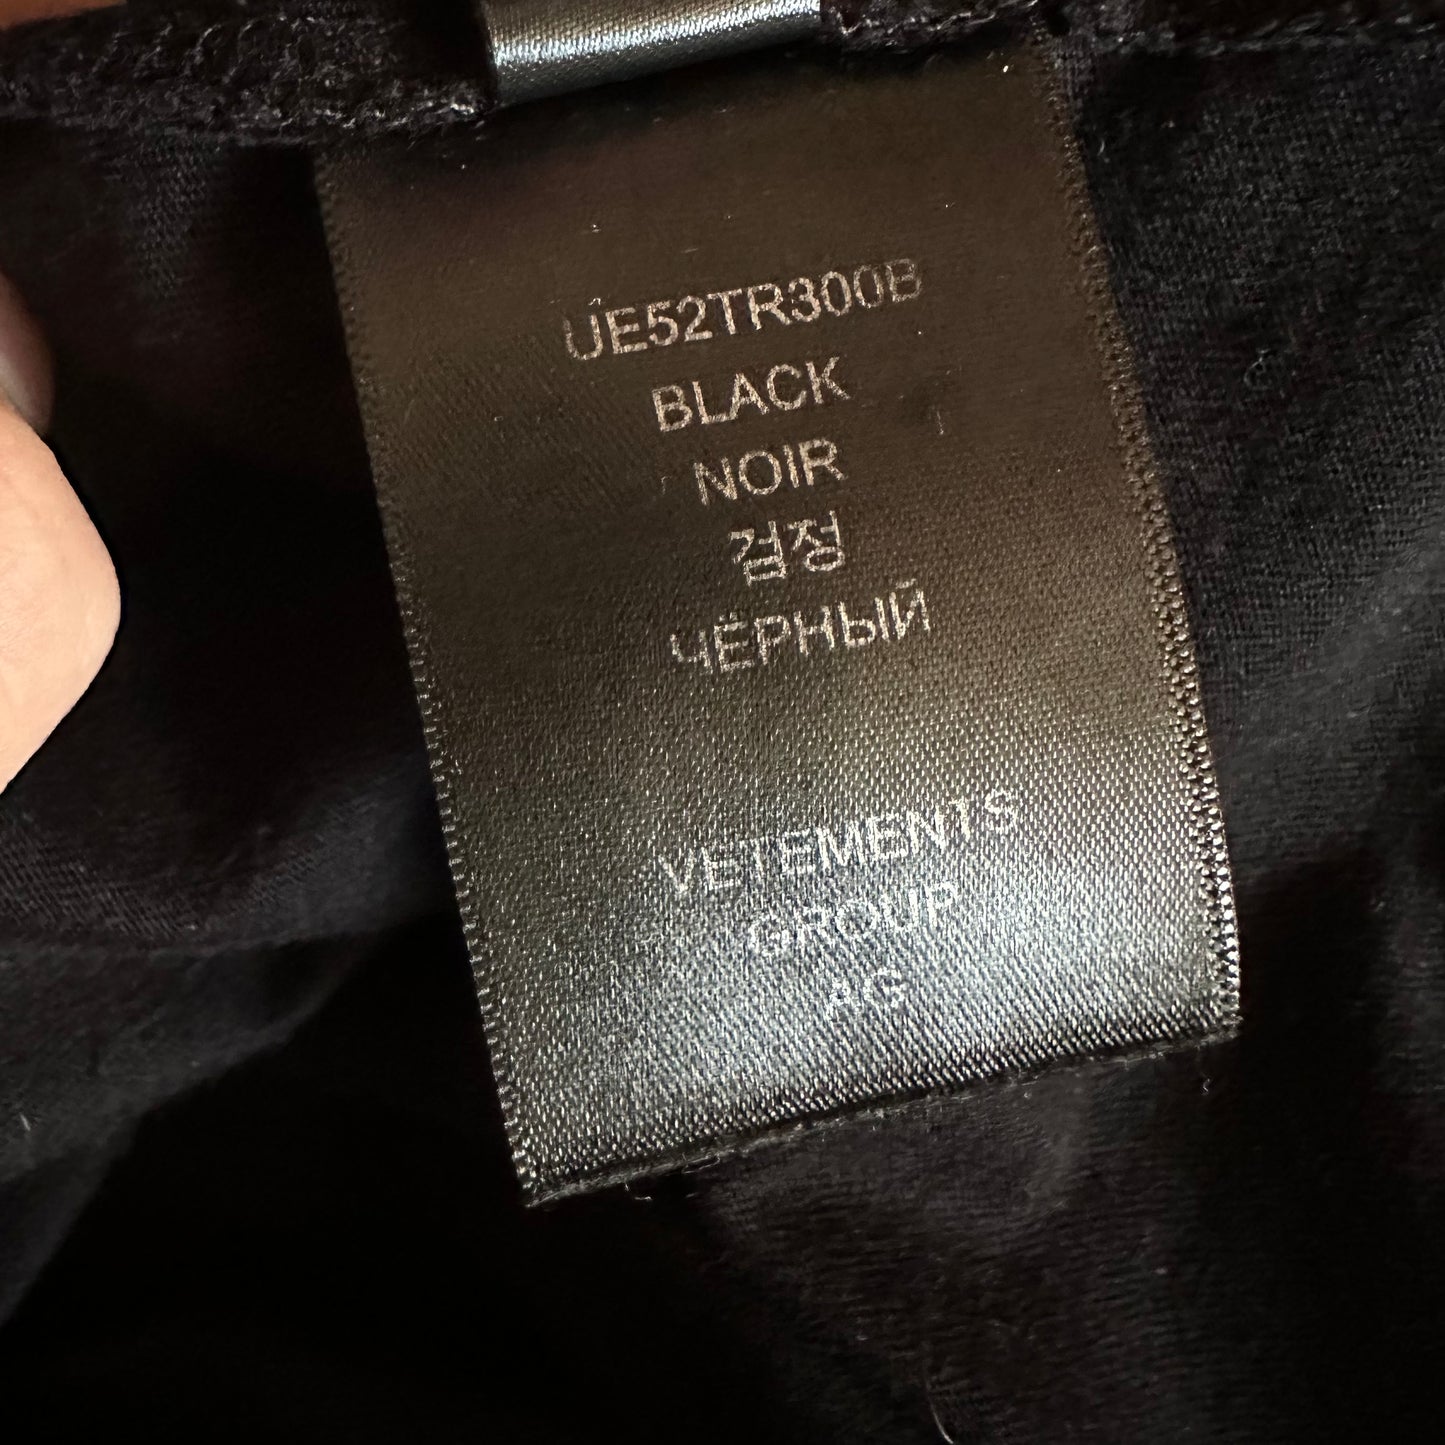 UE52TR300B
BLACK
NOIR
검정
ЧЁРНЫЙ
VETEMENTS
GROUP
AG